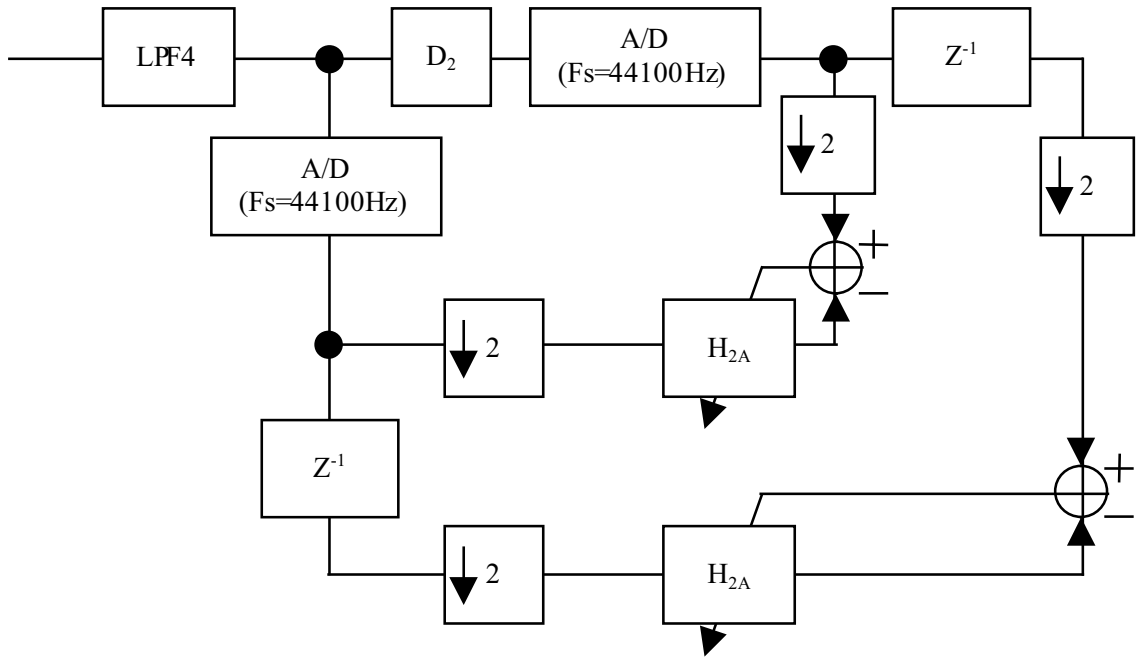 LPF4
D₂
A/D
(Fs=44100Hz)
Z⁻¹
2
2
A/D
(Fs=44100Hz)
+
−
2
H₂A
Z⁻¹
+
−
2
H₂A